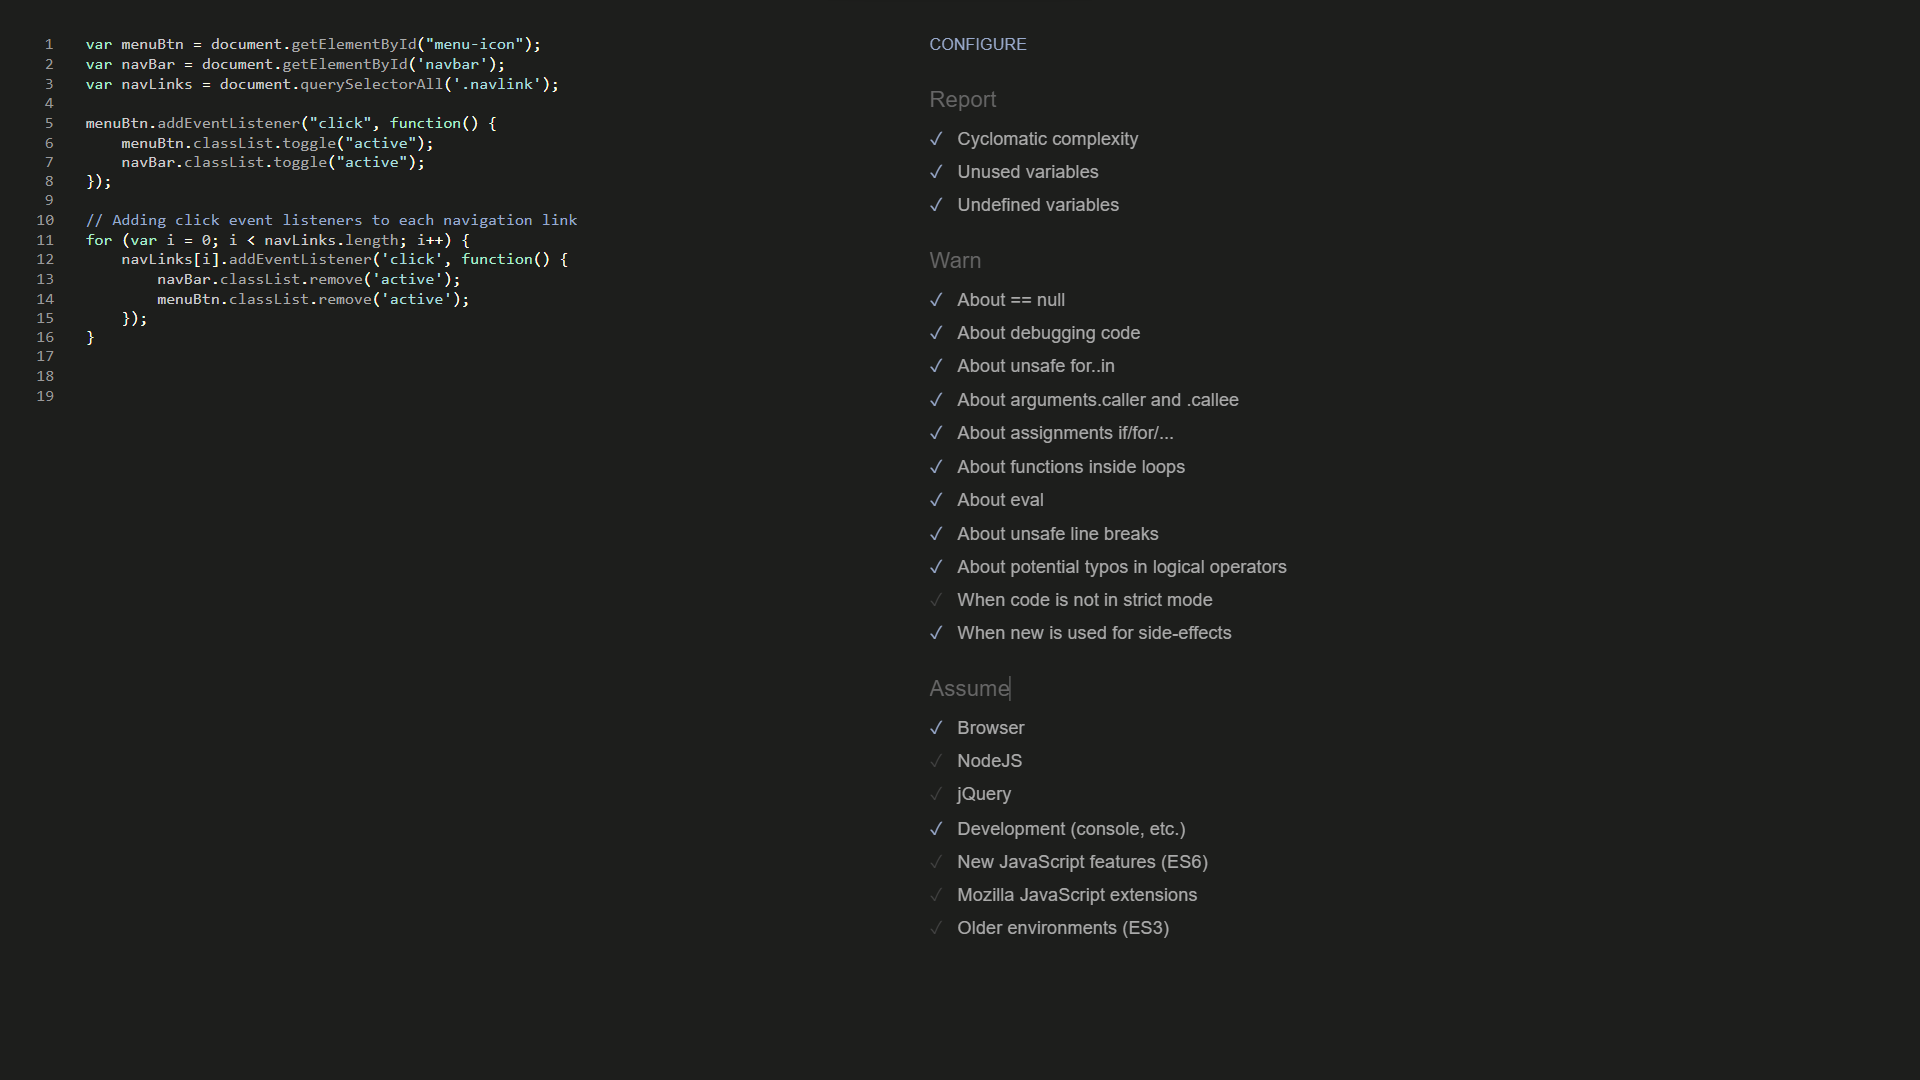 1 var menuBtn = document.getElementById("menu-icon");
2 var navBar = document.getElementById('navbar');
3 var navLinks = document.querySelectorAll('.navlink');
4
5 menuBtn.addEventListener("click", function() {
6     menuBtn.classList.toggle("active");
7     navBar.classList.toggle("active");
8 });
9
10 // Adding click event listeners to each navigation link
11 for (var i = 0; i < navLinks.length; i++) {
12     navLinks[i].addEventListener('click', function() {
13         navBar.classList.remove('active');
14         menuBtn.classList.remove('active');
15     });
16 }
17
18
19
CONFIGURE
Report
✓ Cyclomatic complexity
✓ Unused variables
✓ Undefined variables
Warn
✓ About == null
✓ About debugging code
✓ About unsafe for..in
✓ About arguments.caller and .callee
✓ About assignments if/for/...
✓ About functions inside loops
✓ About eval
✓ About unsafe line breaks
✓ About potential typos in logical operators
✓ When code is not in strict mode
✓ When new is used for side-effects
Assume
✓ Browser
✓ NodeJS
✓ jQuery
✓ Development (console, etc.)
✓ New JavaScript features (ES6)
✓ Mozilla JavaScript extensions
✓ Older environments (ES3)